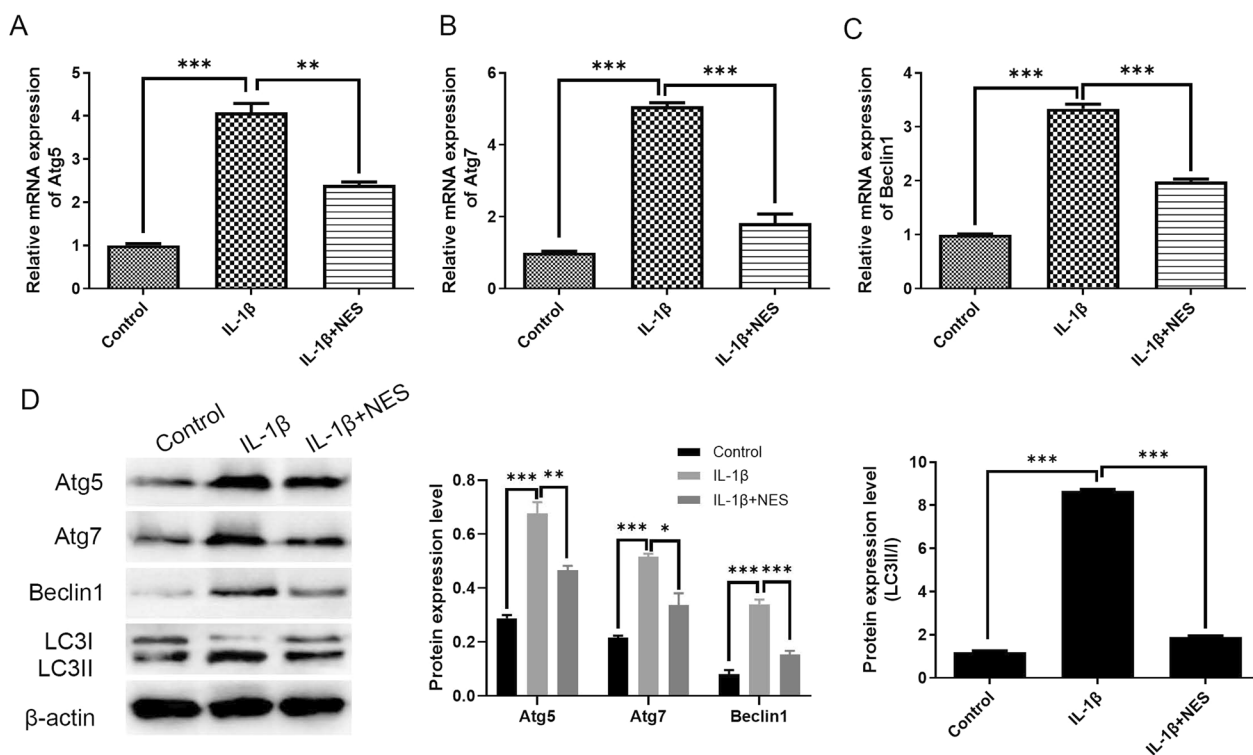 A
Relative mRNA expression
of Atg5
5
4
3
2
1
0
***
**
Control
IL-1β
IL-1β+NES
B
Relative mRNA expression
of Atg7
6
4
2
0
***
***
Control
IL-1β
IL-1β+NES
C
Relative mRNA expression
of Beclin1
4
3
2
1
0
***
***
Control
IL-1β
IL-1β+NES
D
Control
IL-1β
IL-1β+NES
Atg5
Atg7
Beclin1
LC3I
LC3II
β-actin
Protein expression level
0.8
0.6
0.4
0.2
0.0
Control
IL-1β
IL-1β+NES
***
**
***
*
***
***
Atg5
Atg7
Beclin1
Protein expression level
(LC3II/I)
10
8
6
4
2
0
***
***
Control
IL-1β
IL-1β+NES